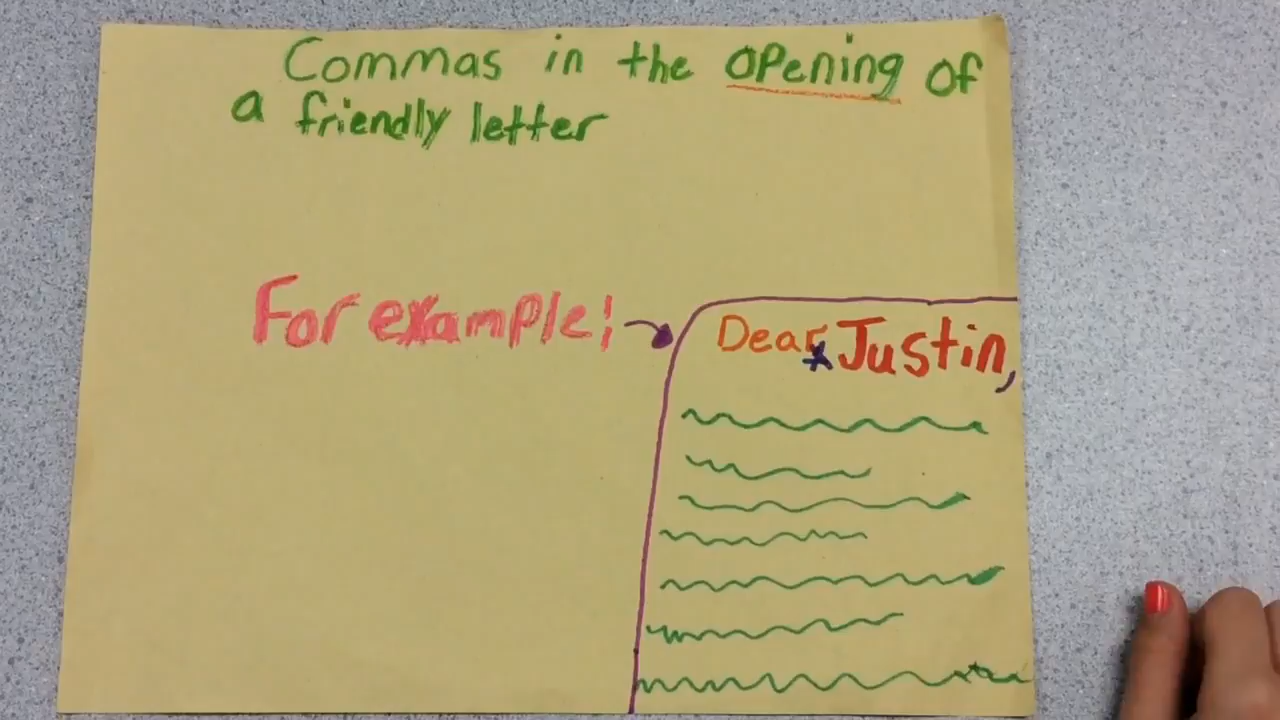 Commas in the opening of
a friendly letter
For example:
Dear Justin,